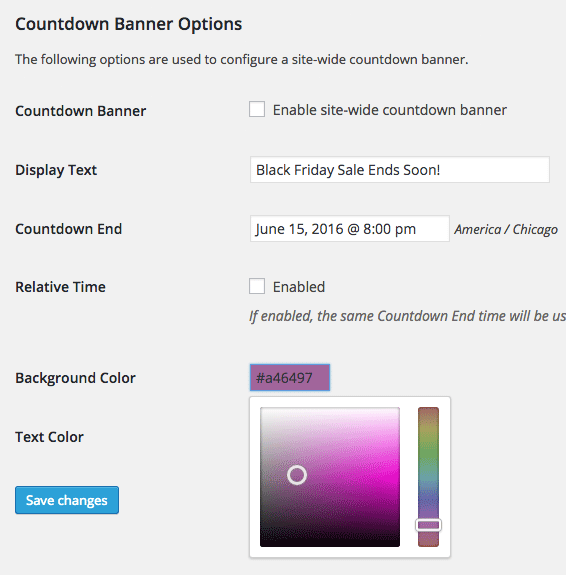 Countdown Banner Options
The following options are used to configure a site-wide countdown banner.
Countdown Banner Enable site-wide countdown banner
Display Text Black Friday Sale Ends Soon!
Countdown End June 15, 2016 @ 8:00 pm America / Chicago
Relative Time Enabled
If enabled, the same Countdown End time will be us
Background Color #a46497
Text Color
Save changes